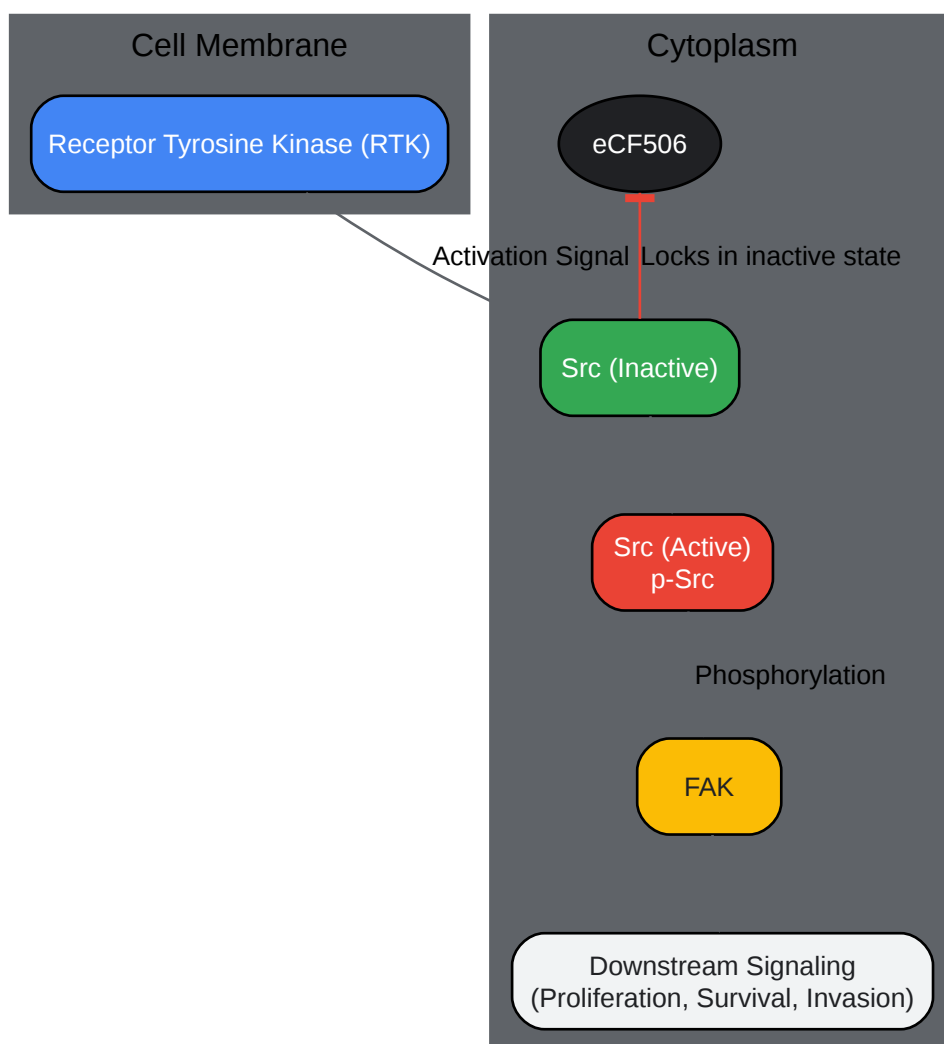 Cell Membrane
Receptor Tyrosine Kinase (RTK)
Cytoplasm
eCF506
Activation Signal
Locks in inactive state
Src (Inactive)
Src (Active)
p-Src
Phosphorylation
FAK
Downstream Signaling
(Proliferation, Survival, Invasion)